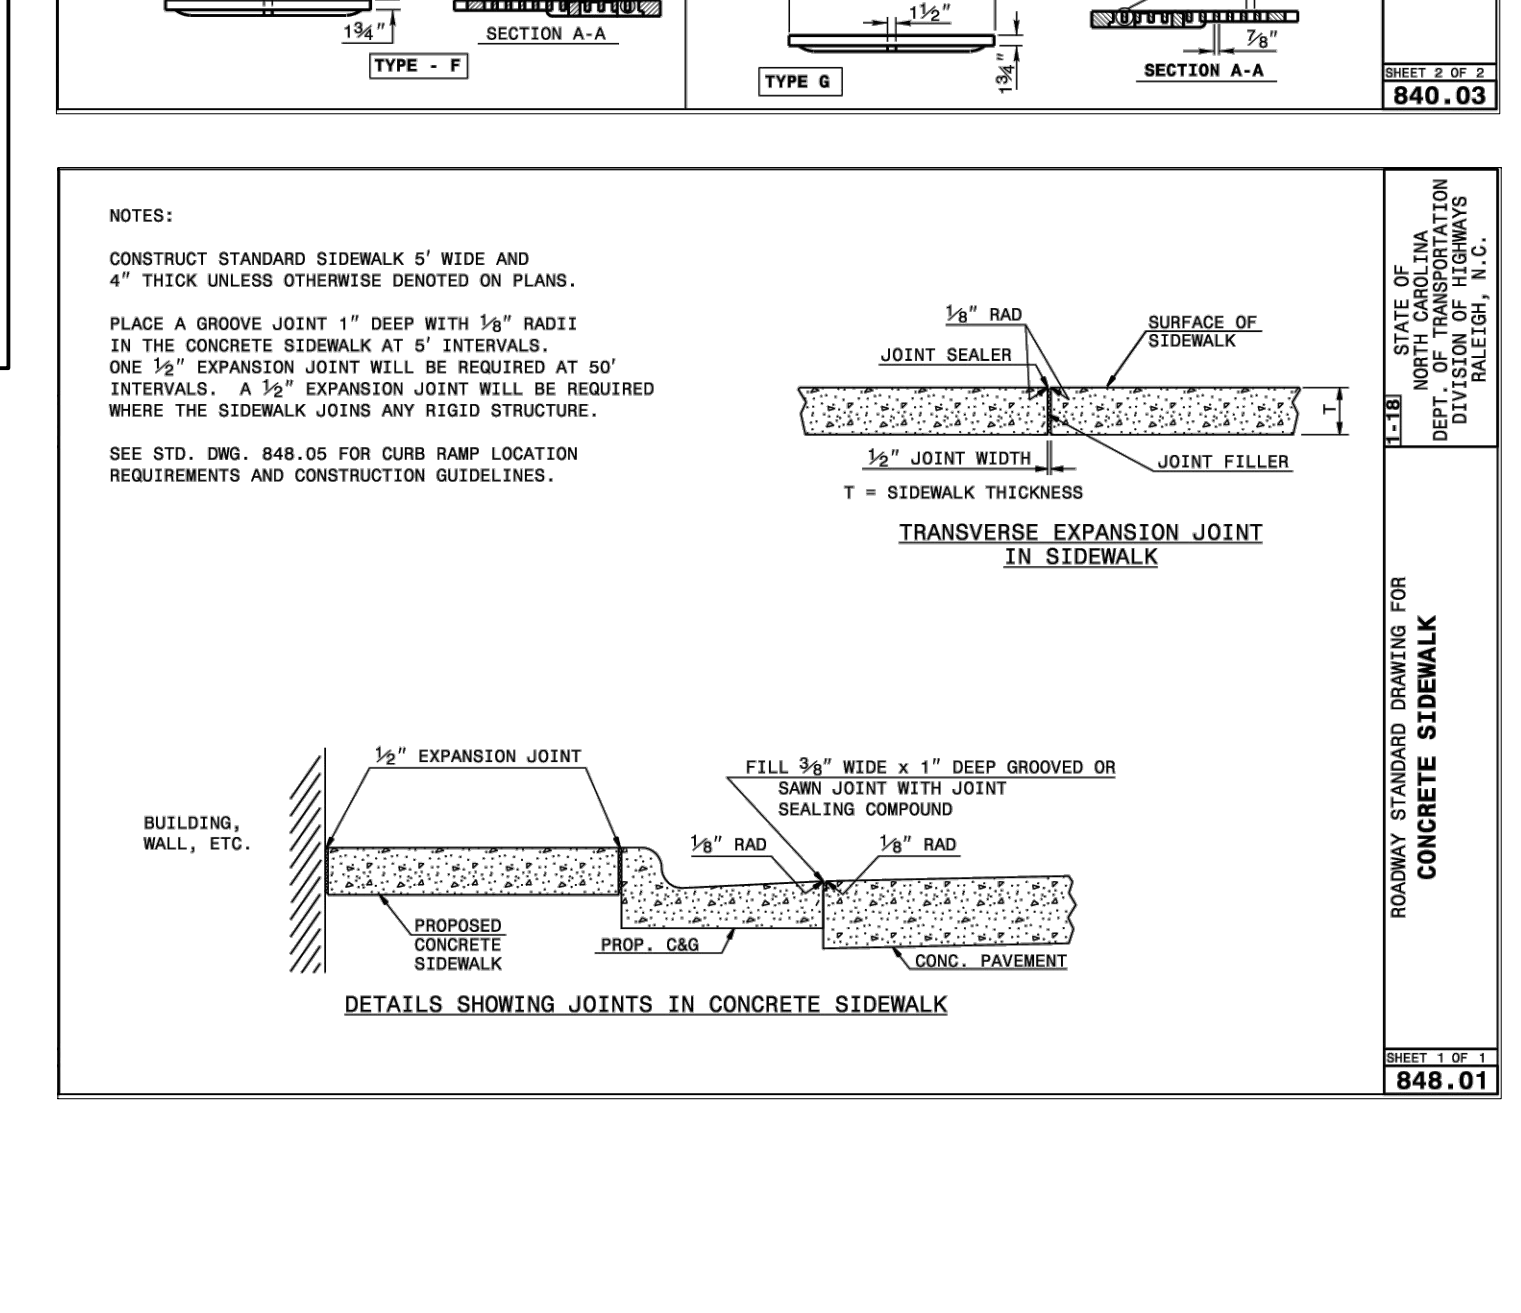 1¾"
SECTION A-A
TYPE - F
1½"
TYPE G
1¾"
⅞"
SECTION A-A
SHEET 2 OF 2
840.03
NOTES:
CONSTRUCT STANDARD SIDEWALK 5' WIDE AND
4" THICK UNLESS OTHERWISE DENOTED ON PLANS.
PLACE A GROOVE JOINT 1" DEEP WITH ⅛" RADII
IN THE CONCRETE SIDEWALK AT 5' INTERVALS.
ONE ½" EXPANSION JOINT WILL BE REQUIRED AT 50'
INTERVALS. A ½" EXPANSION JOINT WILL BE REQUIRED
WHERE THE SIDEWALK JOINS ANY RIGID STRUCTURE.
SEE STD. DWG. 848.05 FOR CURB RAMP LOCATION
REQUIREMENTS AND CONSTRUCTION GUIDELINES.
⅛" RAD
SURFACE OF
SIDEWALK
JOINT SEALER
T
½" JOINT WIDTH
JOINT FILLER
T = SIDEWALK THICKNESS
TRANSVERSE EXPANSION JOINT
IN SIDEWALK
½" EXPANSION JOINT
FILL ⅜" WIDE x 1" DEEP GROOVED OR
SAWN JOINT WITH JOINT
SEALING COMPOUND
BUILDING,
WALL, ETC.
⅛" RAD
⅛" RAD
PROPOSED
CONCRETE
SIDEWALK
PROP. C&G
CONC. PAVEMENT
DETAILS SHOWING JOINTS IN CONCRETE SIDEWALK
1-18
STATE OF
NORTH CAROLINA
DEPT. OF TRANSPORTATION
DIVISION OF HIGHWAYS
RALEIGH, N.C.
ROADWAY STANDARD DRAWING FOR
CONCRETE SIDEWALK
SHEET 1 OF 1
848.01